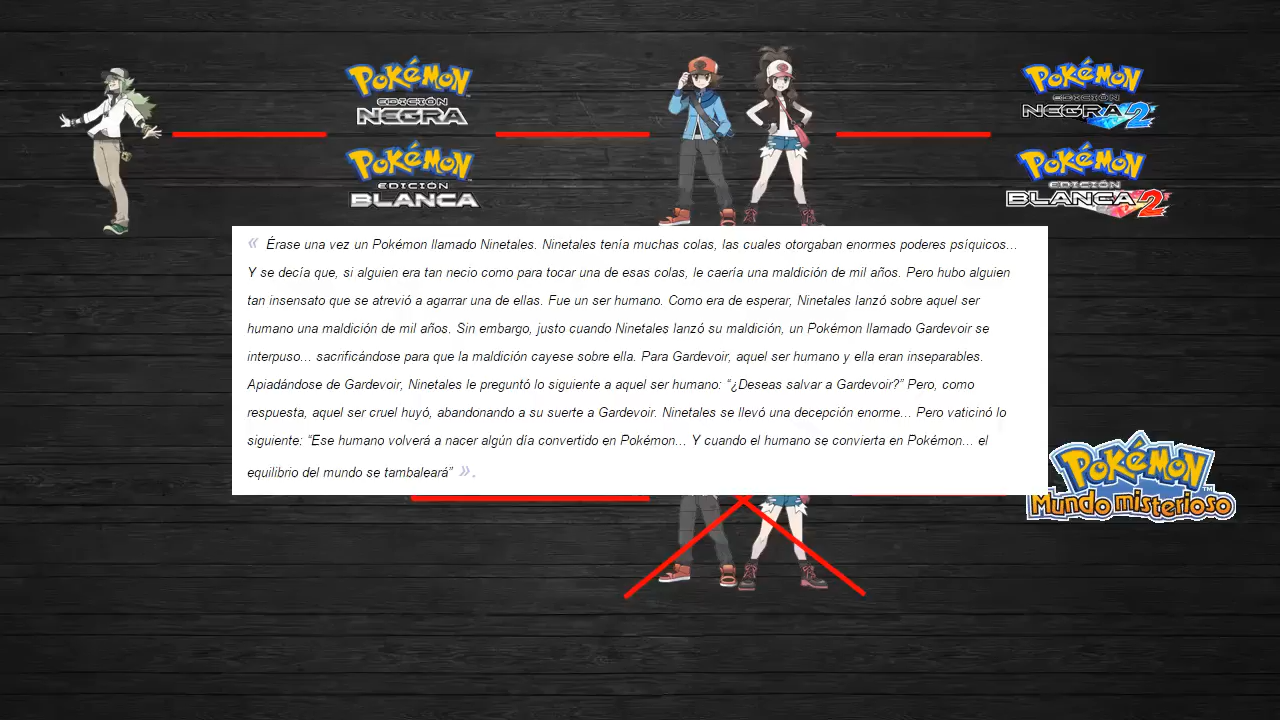 POKéMON
EDICIÓN
NEGRA
POKéMON
EDICIÓN
BLANCA
POKéMON
EDICIÓN
NEGRA 2
POKéMON
EDICIÓN
BLANCA 2
« Érase una vez un Pokémon llamado Ninetales. Ninetales tenía muchas colas, las cuales otorgaban enormes poderes psíquicos...
Y se decía que, si alguien era tan necio como para tocar una de esas colas, le caería una maldición de mil años. Pero hubo alguien
tan insensato que se atrevió a agarrar una de ellas. Fue un ser humano. Como era de esperar, Ninetales lanzó sobre aquel ser
humano una maldición de mil años. Sin embargo, justo cuando Ninetales lanzó su maldición, un Pokémon llamado Gardevoir se
interpuso... sacrificándose para que la maldición cayese sobre ella. Para Gardevoir, aquel ser humano y ella eran inseparables.
Apiadándose de Gardevoir, Ninetales le preguntó lo siguiente a aquel ser humano: “¿Deseas salvar a Gardevoir?” Pero, como
respuesta, aquel ser cruel huyó, abandonando a su suerte a Gardevoir. Ninetales se llevó una decepción enorme... Pero vaticinó lo
siguiente: “Ese humano volverá a nacer algún día convertido en Pokémon... Y cuando el humano se convierta en Pokémon... el
equilibrio del mundo se tambaleará” ».
POKéMON
Mundo misterioso